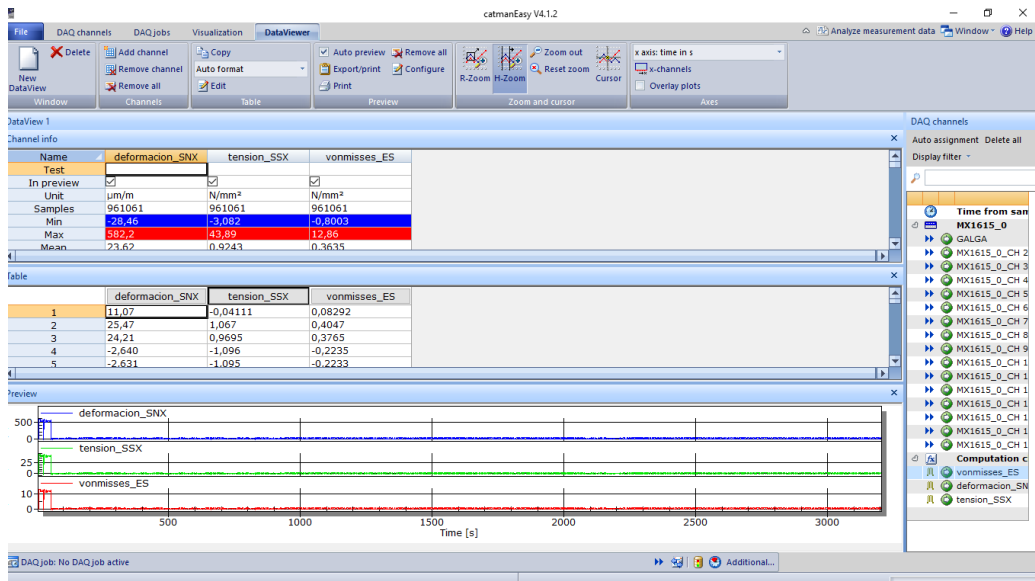 catmanEasy V4.1.2
File DAQ channels DAQ jobs Visualization DataViewer Analyze measurement data Window Help
New DataView
Delete
Window
Add channel
Remove channel
Remove all
Channels
Copy
Auto format
Edit
Table
Auto preview Remove all
Export/print Configure
Print
Preview
R-Zoom H-Zoom
Zoom out
Reset zoom
Cursor
Zoom and cursor
x axis: time in s
x-channels
Overlay plots
Axes
DataView 1
Channel info
Name deformacion_SNX tension_SSX vonmisses_ES
Test
In preview
Unit µm/m N/mm² N/mm²
Samples 961061 961061 961061
Min -28,46 -3,082 -0,8003
Max 582,2 43,89 12,86
Mean 23,62 0,9243 0,3635
Table
deformacion_SNX tension_SSX vonmisses_ES
1 11,07 -0,04111 0,08292
2 25,47 1,067 0,4047
3 24,21 0,9695 0,3765
4 -2,640 -1,096 -0,2235
5 -2,631 -1,095 -0,2233
Preview
deformacion_SNX
500
0
tension_SSX
25
0
vonmisses_ES
10
0
500 1000 1500 2000 2500 3000
Time [s]
DAQ channels
Auto assignment Delete all
Display filter
Time from san
MX1615_0
GALGA
MX1615_0_CH 2
MX1615_0_CH 3
MX1615_0_CH 4
MX1615_0_CH 5
MX1615_0_CH 6
MX1615_0_CH 7
MX1615_0_CH 8
MX1615_0_CH 9
MX1615_0_CH 1
MX1615_0_CH 1
MX1615_0_CH 1
MX1615_0_CH 1
MX1615_0_CH 1
MX1615_0_CH 1
MX1615_0_CH 1
Computation c
vonmisses_ES
deformacion_SN
tension_SSX
DAQ job: No DAQ job active
Additional...